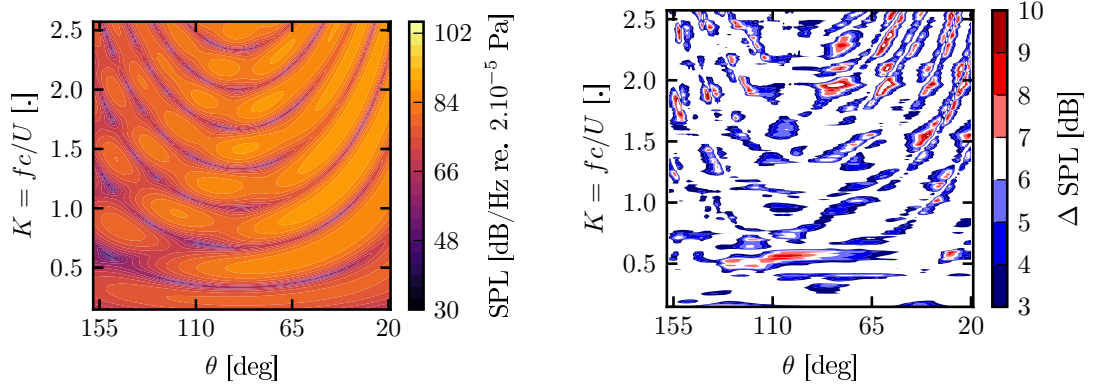 2.5
2.0
1.5
1.0
0.5
K = fc/U [.]
155 110 65 20
θ [deg]
102
84
66
48
30
SPL [dB/Hz re. 2.10⁻⁵ Pa]
2.5
2.0
1.5
1.0
0.5
K = fc/U [.]
155 110 65 20
θ [deg]
10
9
8
7
6
5
4
3
Δ SPL [dB]